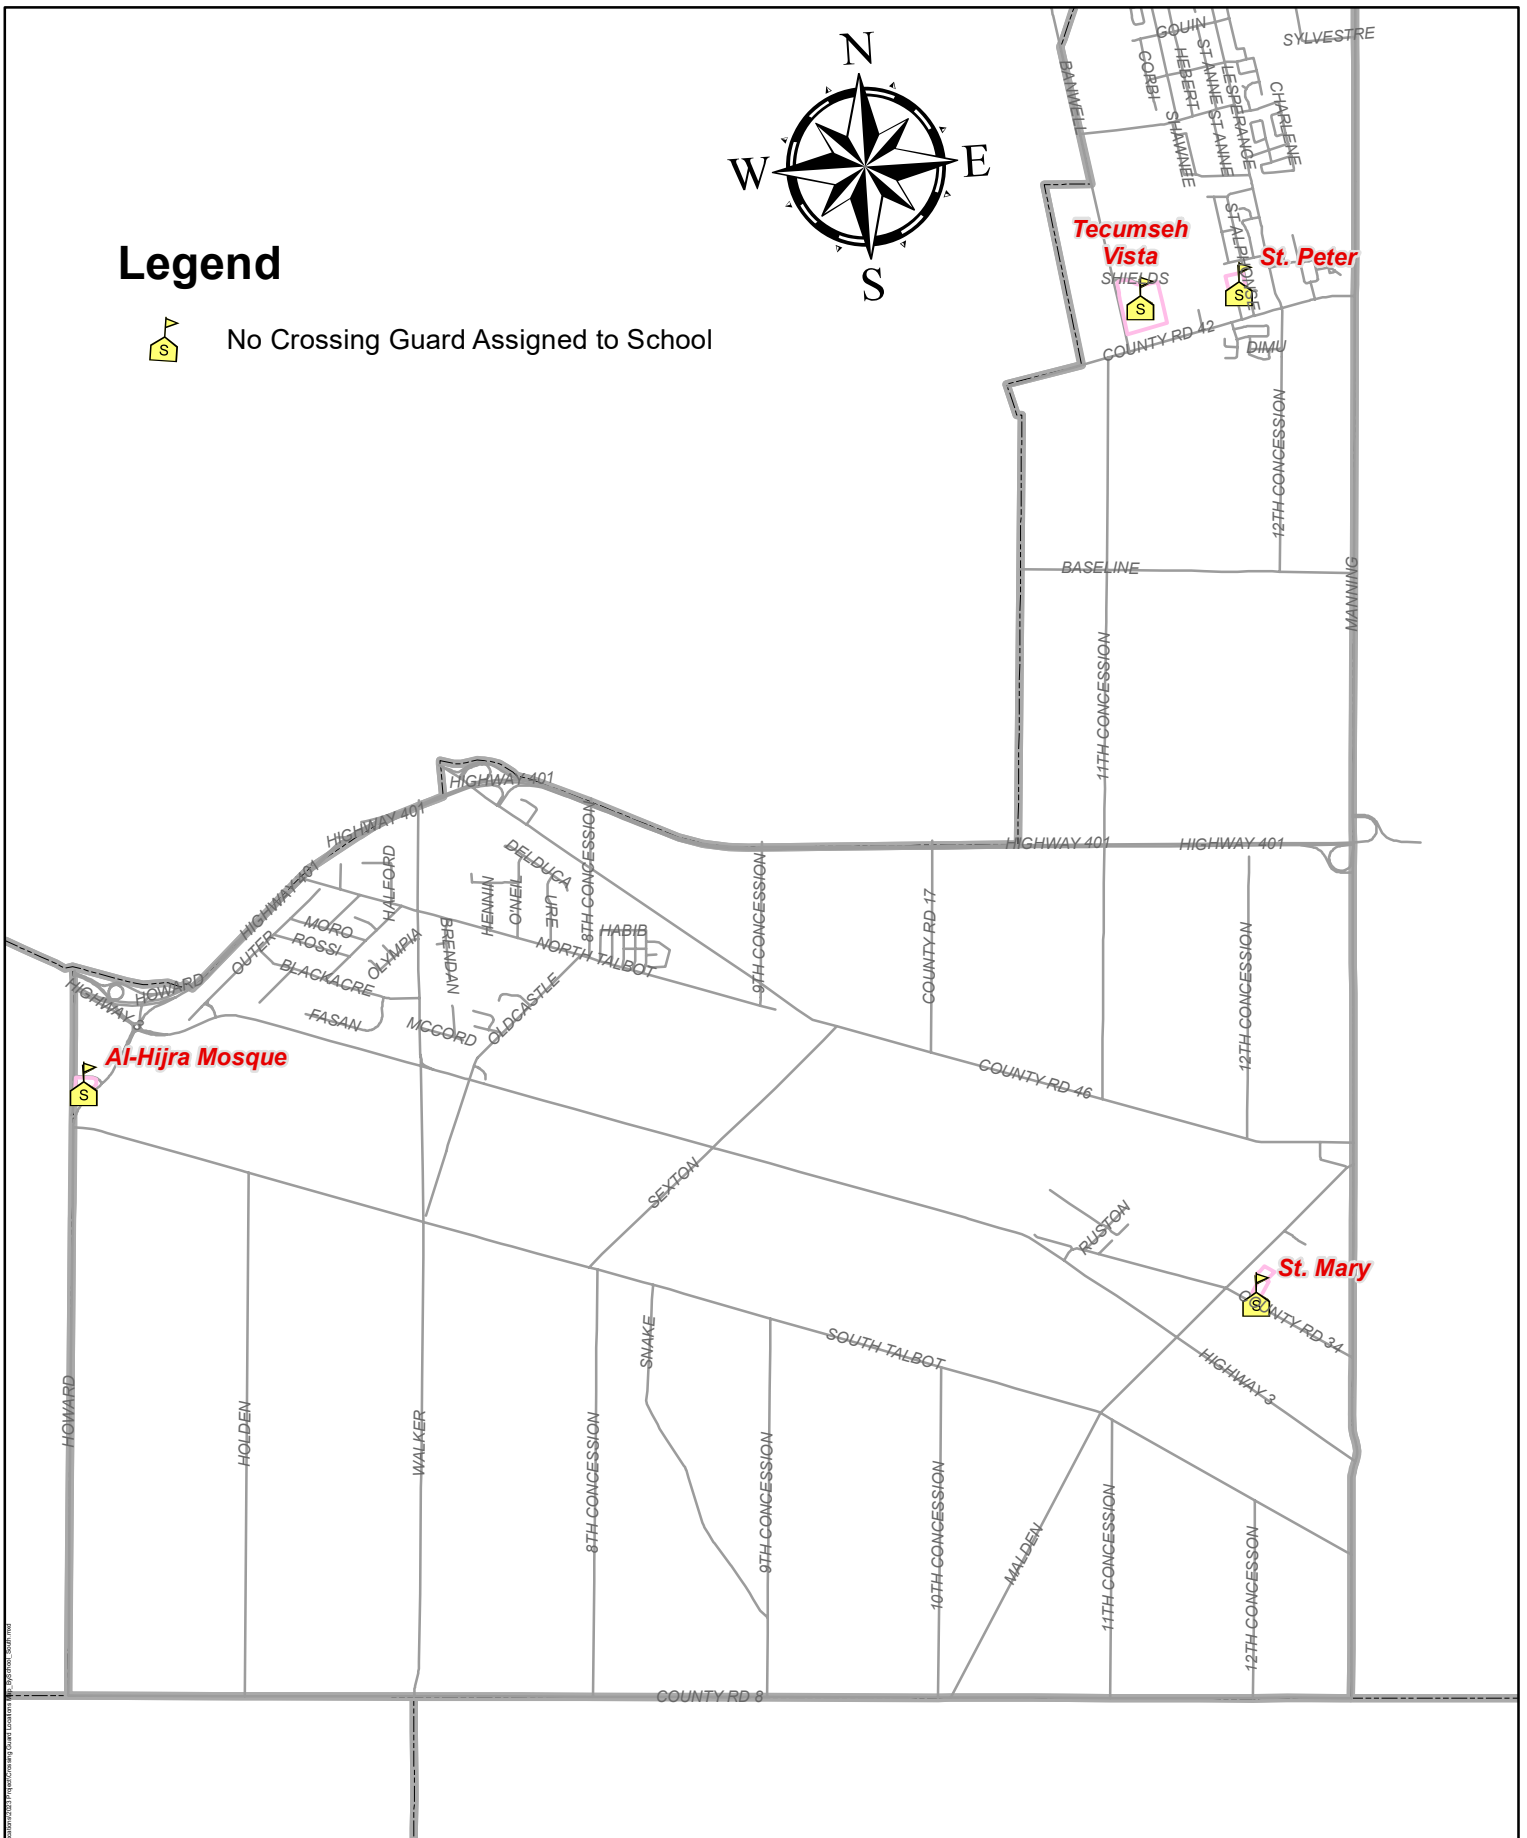 N
W
E
S
Legend
S
No Crossing Guard Assigned to School
GOUIN
SYLVESTRE
BANWELL
CORBI
HEBERT
ST ANNE
ST ANNE
LESPERANCE
CHARLENE
SHAWNEE
Tecumseh
Vista
SHIELDS
S
ST ALPHONSE
St. Peter
S
COUNTY RD 42
DIMU
12TH CONCESSION
BASELINE
MANNING
11TH CONCESSION
HIGHWAY 401
HIGHWAY 401
HIGHWAY 401
HIGHWAY 401
HIGHWAY 401
HALFORD
DELDUCA
HENNIN
O'NEIL
URE
8TH CONCESSION
HABIB
NORTH TALBOT
9TH CONCESSION
COUNTY RD 17
12TH CONCESSION
MORO
ROSSI
OUTER
OLYMPIA
BRENDAN
BLACKACRE
FASAN
MCCORD
OLDCASTLE
HOWARD
HIGHWAY 3
Al-Hijra Mosque
S
COUNTY RD 46
SEXTON
RUSTON
St. Mary
S
COUNTY RD 34
HIGHWAY 3
SOUTH TALBOT
SNAKE
HOWARD
HOLDEN
WALKER
8TH CONCESSION
9TH CONCESSION
10TH CONCESSION
MALDEN
11TH CONCESSION
12TH CONCESSON
COUNTY RD 8